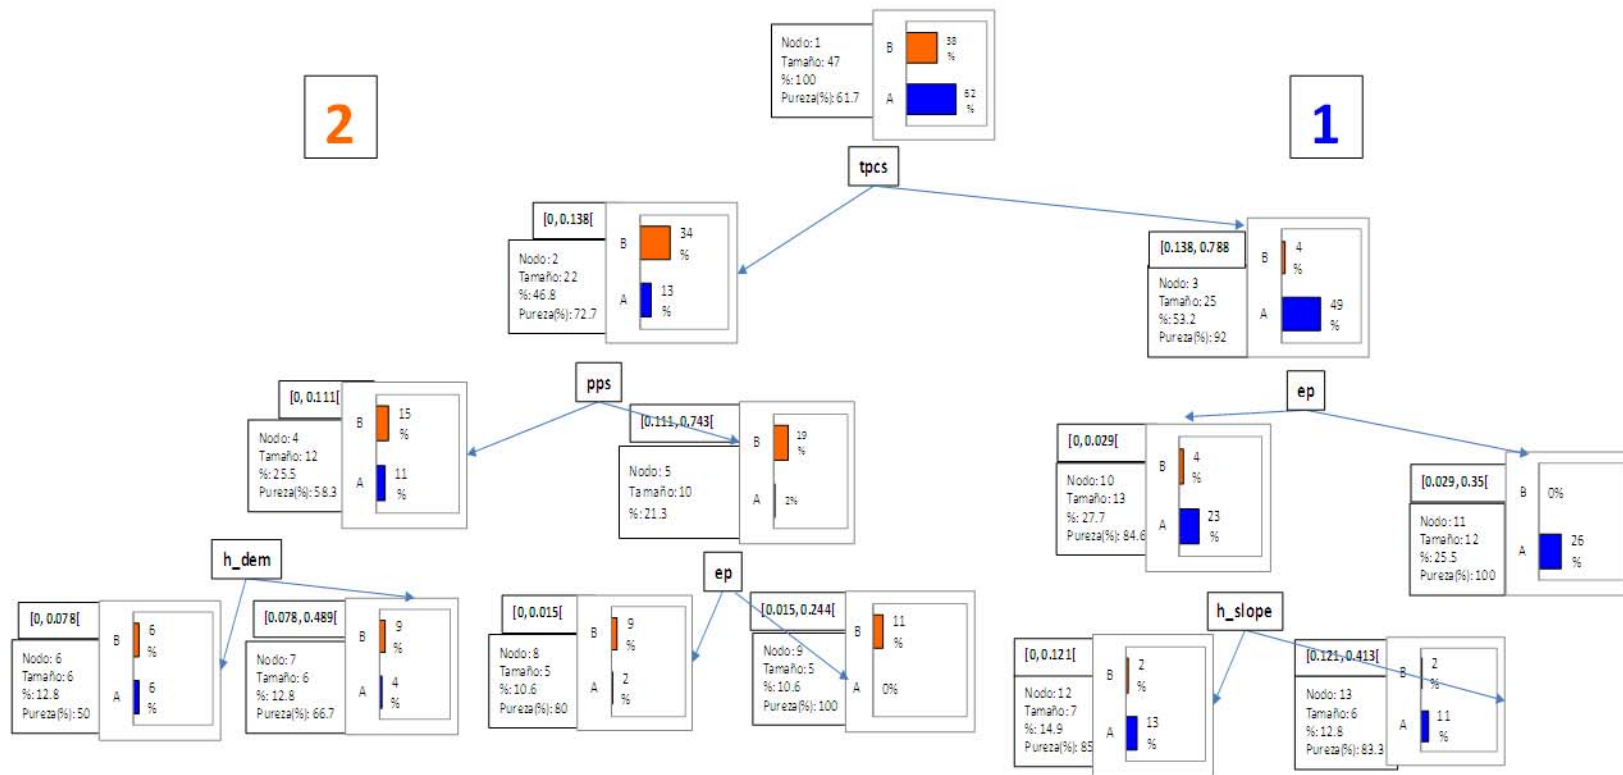 Nodo: 1
Tamaño: 47
%: 100
Pureza(%): 61.7
B
38
%
A
62
%
2
1
tpcs
[0, 0.138[
Nodo: 2
Tamaño: 22
%: 46.8
Pureza(%): 72.7
B
34
%
A
13
%
[0.138, 0.788
Nodo: 3
Tamaño: 25
%: 53.2
Pureza(%): 92
B
4
%
A
49
%
pps
[0, 0.111[
Nodo: 4
Tamaño: 12
%: 25.5
Pureza(%): 58.3
B
15
%
A
11
%
[0.111, 0.743[
Nodo: 5
Tamaño: 10
%: 21.3
B
19
%
A
2%
ep
[0, 0.029[
Nodo: 10
Tamaño: 13
%: 27.7
Pureza(%): 84.6
B
4
%
A
23
%
[0.029, 0.35[
Nodo: 11
Tamaño: 12
%: 25.5
Pureza(%): 100
B
0%
A
26
%
h_dem
[0, 0.078[
Nodo: 6
Tamaño: 6
%: 12.8
Pureza(%): 50
B
6
%
A
6
%
[0.078, 0.489[
Nodo: 7
Tamaño: 6
%: 12.8
Pureza(%): 66.7
B
9
%
A
4
%
ep
[0, 0.015[
Nodo: 8
Tamaño: 5
%: 10.6
Pureza(%): 80
B
9
%
A
2
%
[0.015, 0.244[
Nodo: 9
Tamaño: 5
%: 10.6
Pureza(%): 100
B
11
%
A
0%
h_slope
[0, 0.121[
Nodo: 12
Tamaño: 7
%: 14.9
Pureza(%): 85
B
2
%
A
13
%
[0.121, 0.413[
Nodo: 13
Tamaño: 6
%: 12.8
Pureza(%): 83.3
B
2
%
A
11
%